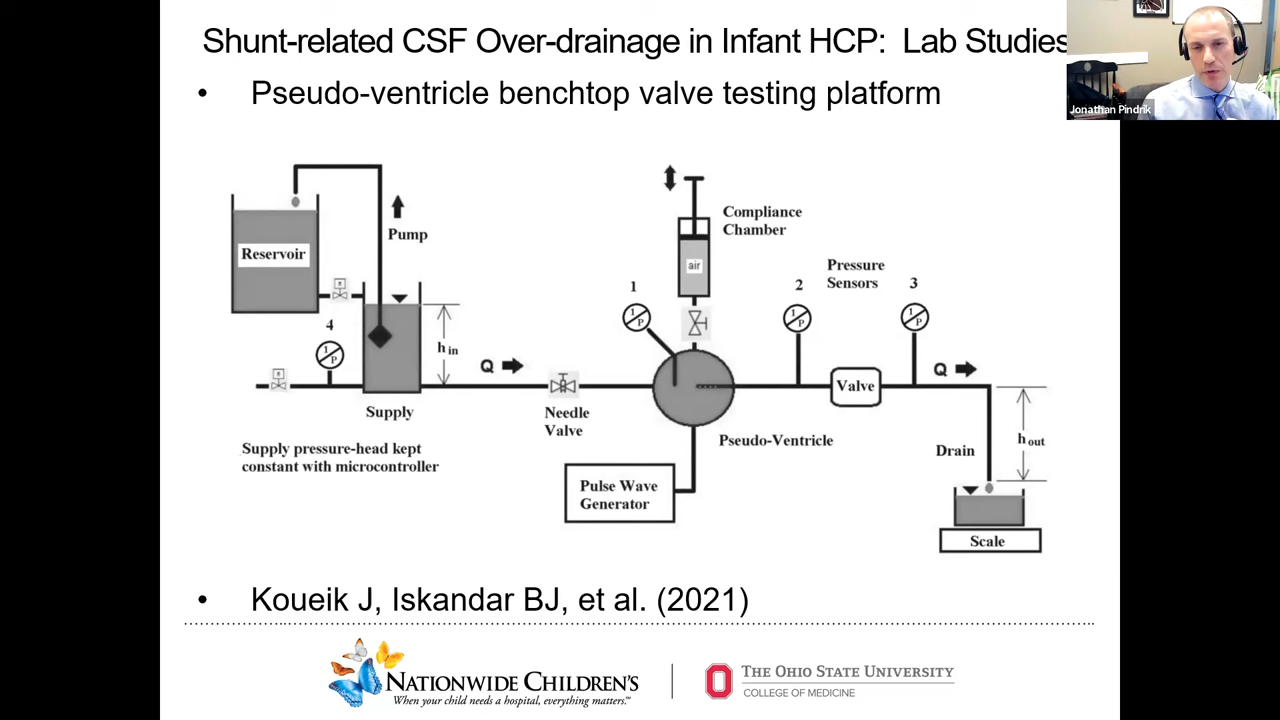 Shunt-related CSF Over-drainage in Infant HCP: Lab Studies
Jonathan Pindrik
• Pseudo-ventricle benchtop valve testing platform
Reservoir
Pump
4
h in
Supply
Supply pressure-head kept
constant with microcontroller
Q
Needle
Valve
Compliance
Chamber
air
1
Pressure
Sensors
2
3
Valve
Q
Pseudo-Ventricle
Pulse Wave
Generator
Drain
h out
Scale
• Koueik J, Iskandar BJ, et al. (2021)
NATIONWIDE CHILDREN'S
When your child needs a hospital, everything matters.™
THE OHIO STATE UNIVERSITY
COLLEGE OF MEDICINE